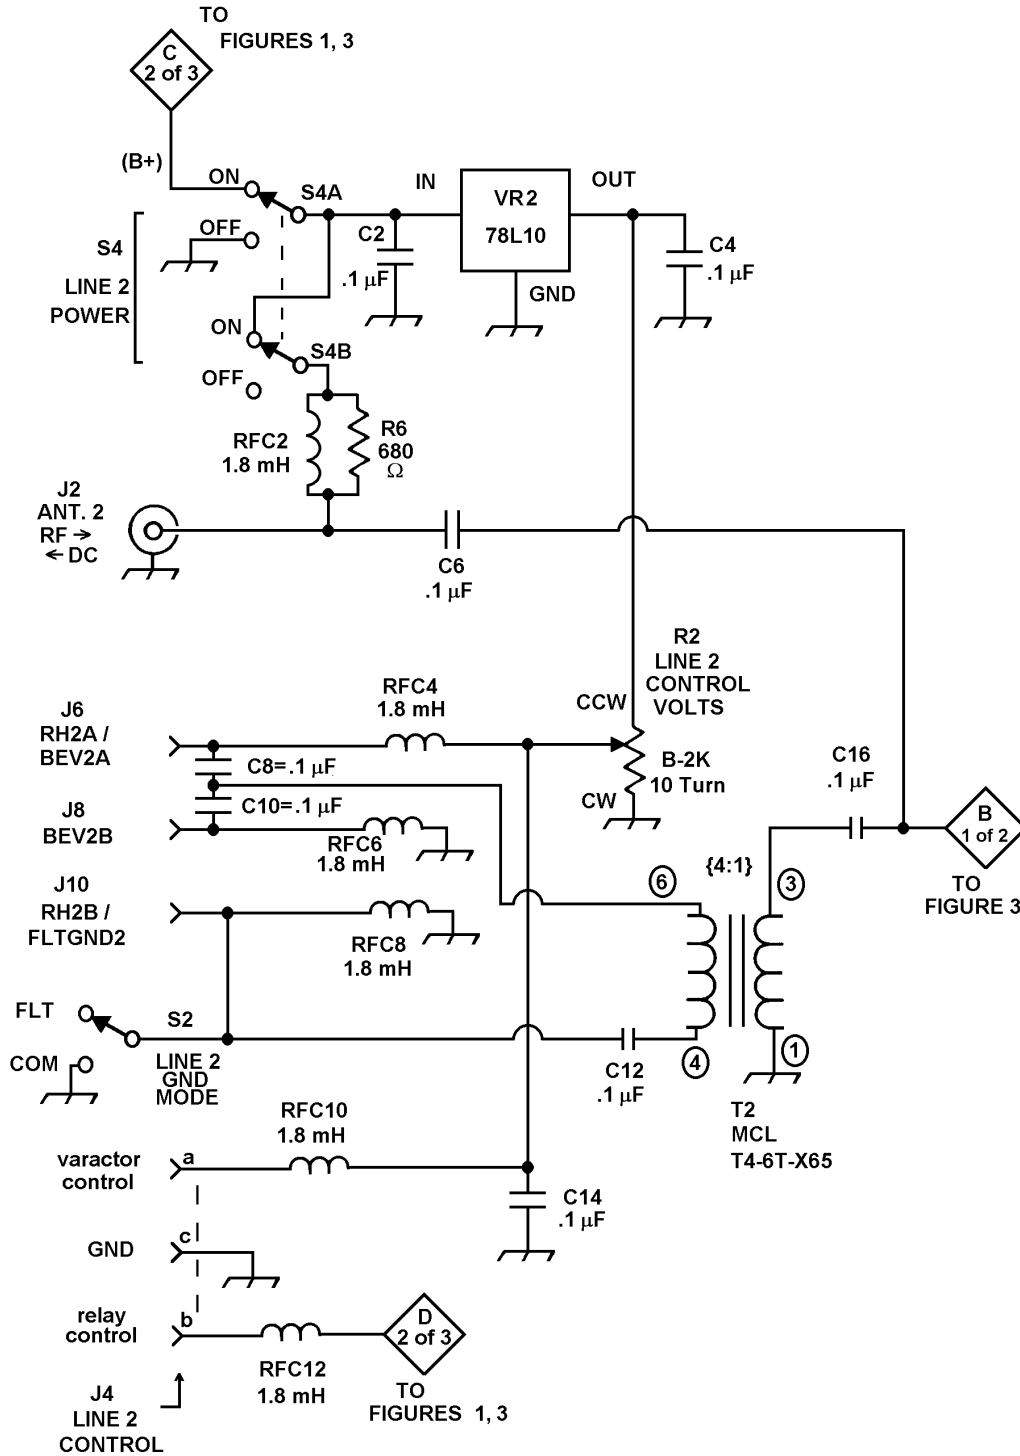 TO
FIGURES 1, 3
C
2 of 3
(B+)
ON
S4A
IN
VR2
78L10
OUT
OFF
S4
LINE 2
POWER
C2
.1 µF
GND
C4
.1 µF
ON
S4B
OFF
RFC2
1.8 mH
R6
680
Ω
J2
ANT. 2
RF →
← DC
C6
.1 µF
R2
LINE 2
CONTROL
VOLTS
CCW
RFC4
1.8 mH
J6
RH2A /
BEV2A
C8=.1 µF
B-2K
10 Turn
C16
.1 µF
C10=.1 µF
CW
J8
BEV2B
RFC6
1.8 mH
B
1 of 2
TO
FIGURE 3
{4:1}
6
3
J10
RH2B /
FLTGND2
RFC8
1.8 mH
FLT
S2
COM
LINE 2
GND
MODE
C12
.1 µF
4
1
T2
MCL
T4-6T-X65
RFC10
1.8 mH
varactor
control
a
C14
.1 µF
GND
c
relay
control
b
D
2 of 3
RFC12
1.8 mH
TO
FIGURES 1, 3
J4
LINE 2
CONTROL